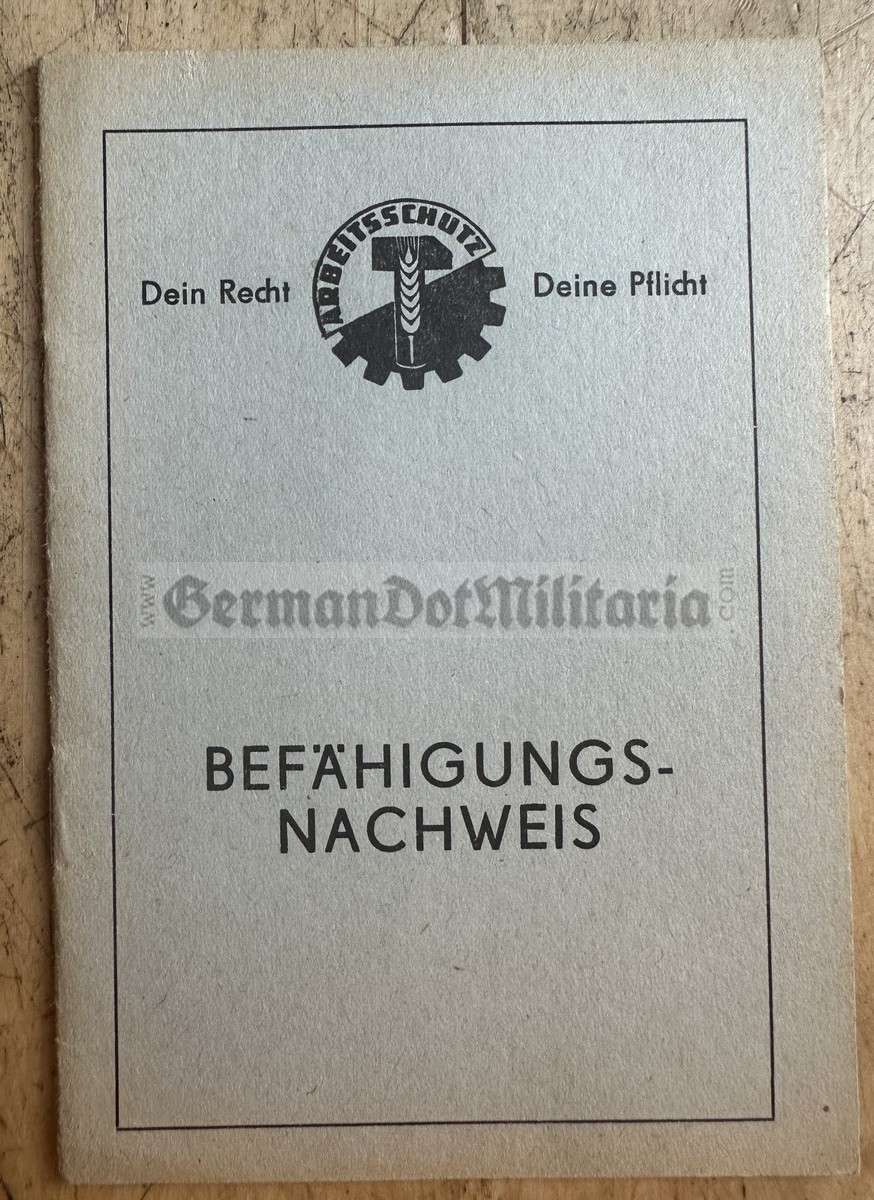 ARBEITSSCHUTZ
Dein Recht
Deine Pflicht
www.GermanDotMilitaria.com
BEFÄHIGUNGS-
NACHWEIS